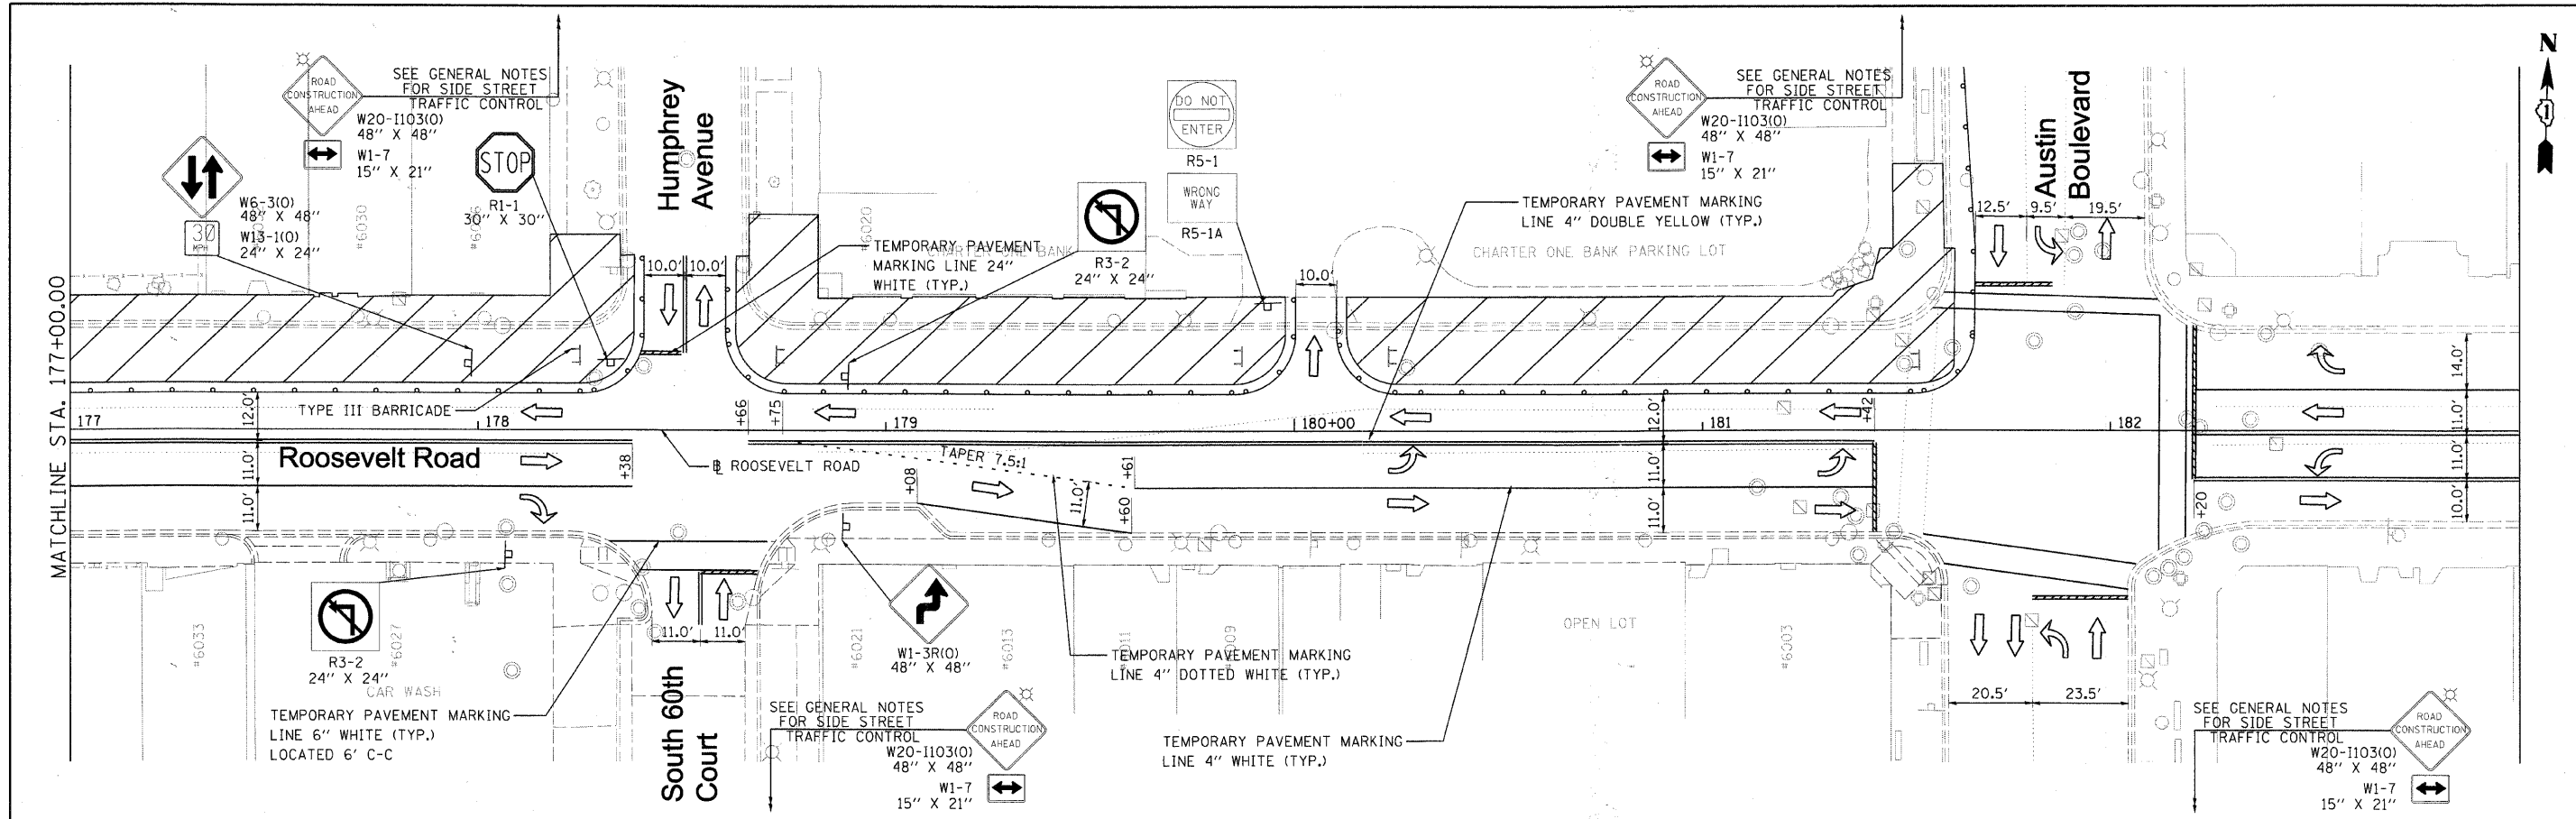 MATCHLINE STA. 177+00.00
ROAD
CONSTRUCTION
AHEAD
SEE GENERAL NOTES
FOR SIDE STREET
TRAFFIC CONTROL
W20-I103(O)
48" X 48"
W1-7
15" X 21"
W6-3(O)
48" X 48"
30
MPH
W13-1(O)
24" X 24"
STOP
R1-1
30" X 30"
#6030
Humphrey
Avenue
10.0'
10.0'
#6020
TEMPORARY PAVEMENT
MARKING LINE 24"
WHITE (TYP.)
CHARTER ONE BANK
R3-2
24" X 24"
DO NOT
ENTER
R5-1
WRONG
WAY
R5-1A
10.0'
TEMPORARY PAVEMENT MARKING
LINE 4" DOUBLE YELLOW (TYP.)
CHARTER ONE BANK PARKING LOT
ROAD
CONSTRUCTION
AHEAD
SEE GENERAL NOTES
FOR SIDE STREET
TRAFFIC CONTROL
W20-I103(O)
48" X 48"
W1-7
15" X 21"
12.5'
9.5'
19.5'
Austin
Boulevard
N
1
TYPE III BARRICADE
177
178
179
180+00
181
182
12.0'
11.0'
11.0'
Roosevelt Road
+38
+66
+75
℄ ROOSEVELT ROAD
TAPER 7.5:1
+08
11.0'
+61
+60
12.0'
11.0'
11.0'
+42
+20
14.0'
11.0'
11.0'
10.0'
#6033
R3-2
24" X 24"
#6027
CAR WASH
TEMPORARY PAVEMENT MARKING
LINE 6" WHITE (TYP.)
LOCATED 6' C-C
11.0'
11.0'
South 60th
Court
#6021
W1-3R(O)
48" X 48"
#6013
#6011
#6009
TEMPORARY PAVEMENT MARKING
LINE 4" DOTTED WHITE (TYP.)
SEE GENERAL NOTES
FOR SIDE STREET
TRAFFIC CONTROL
ROAD
CONSTRUCTION
AHEAD
W20-I103(O)
48" X 48"
W1-7
15" X 21"
TEMPORARY PAVEMENT MARKING
LINE 4" WHITE (TYP.)
OPEN LOT
#6003
20.5'
23.5'
SEE GENERAL NOTES
FOR SIDE STREET
TRAFFIC CONTROL
ROAD
CONSTRUCTION
AHEAD
W20-I103(O)
48" X 48"
W1-7
15" X 21"